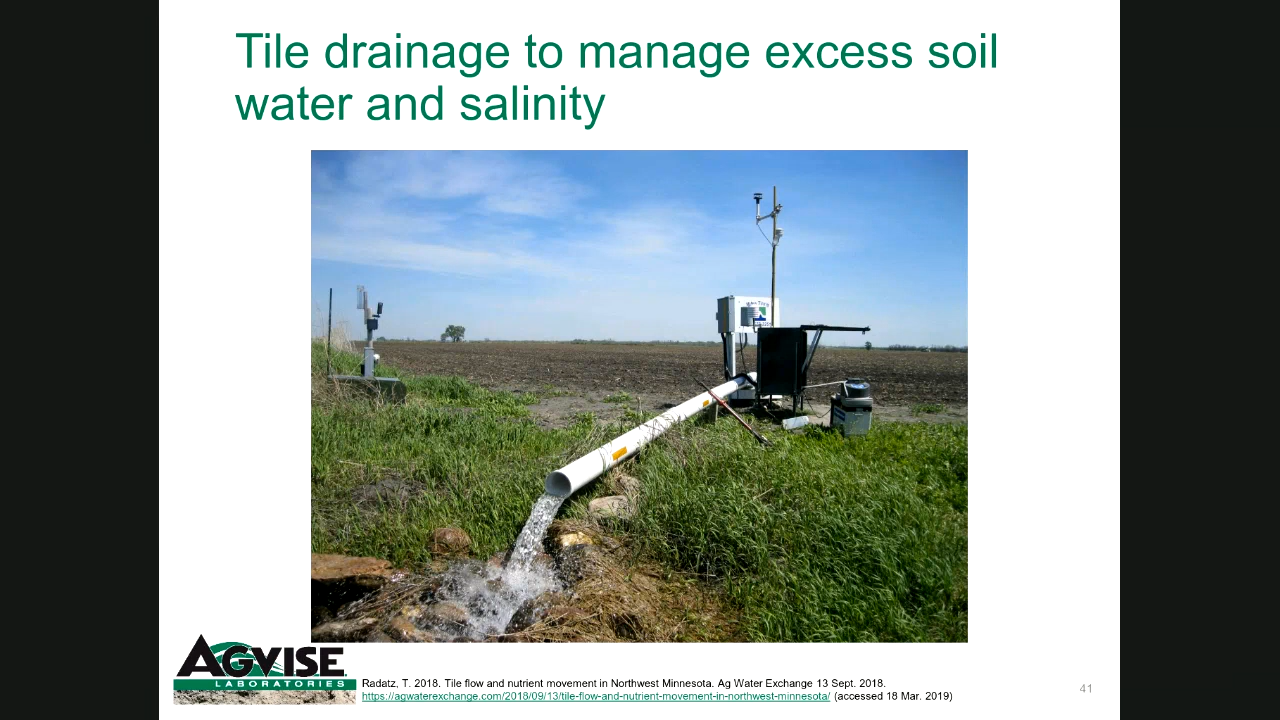 Tile drainage to manage excess soil
water and salinity
AGVISE
LABORATORIES
Radatz, T. 2018. Tile flow and nutrient movement in Northwest Minnesota. Ag Water Exchange 13 Sept. 2018.
https://agwaterexchange.com/2018/09/13/tile-flow-and-nutrient-movement-in-northwest-minnesota/ (accessed 18 Mar. 2019)
41